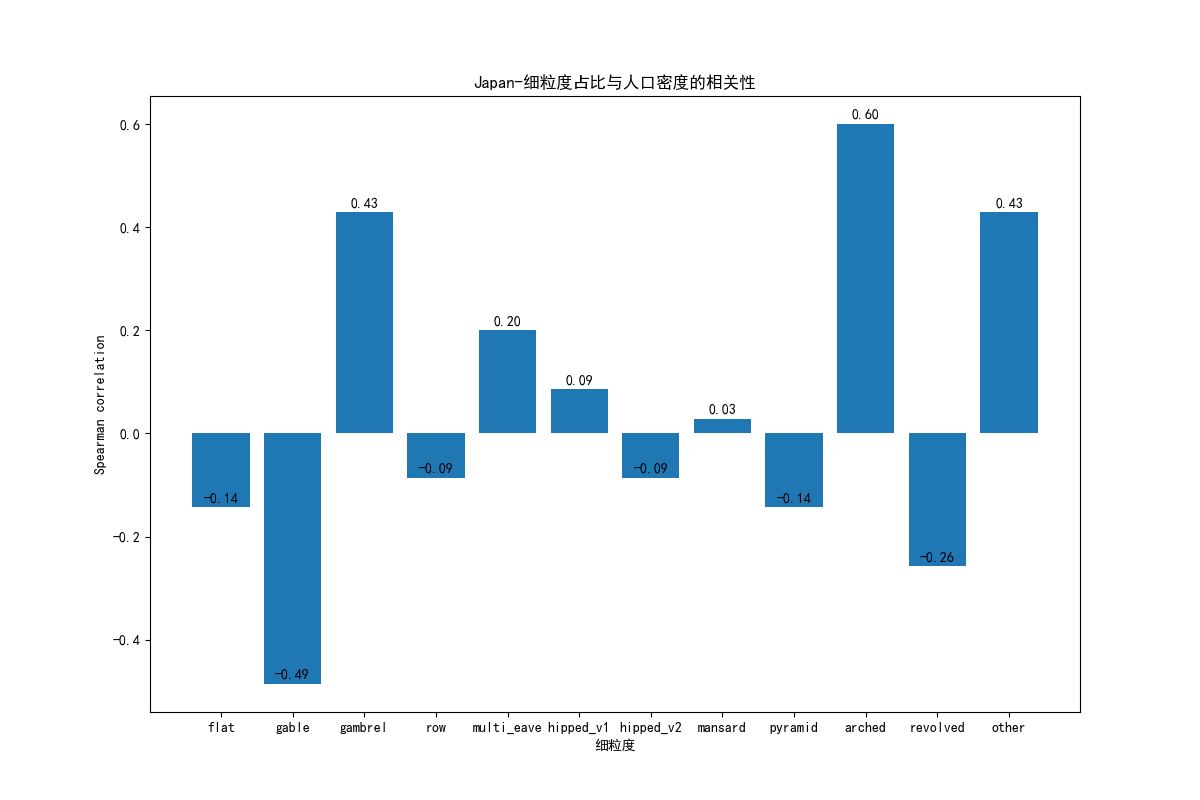 Japan-细粒度占比与人口密度的相关性
Spearman correlation
0.6
0.4
0.2
0.0
-0.2
-0.4
-0.14
-0.49
0.43
-0.09
0.20
0.09
-0.09
0.03
-0.14
0.60
-0.26
0.43
flat
gable
gambrel
row
multi_eave
hipped_v1
hipped_v2
mansard
pyramid
arched
revolved
other
细粒度